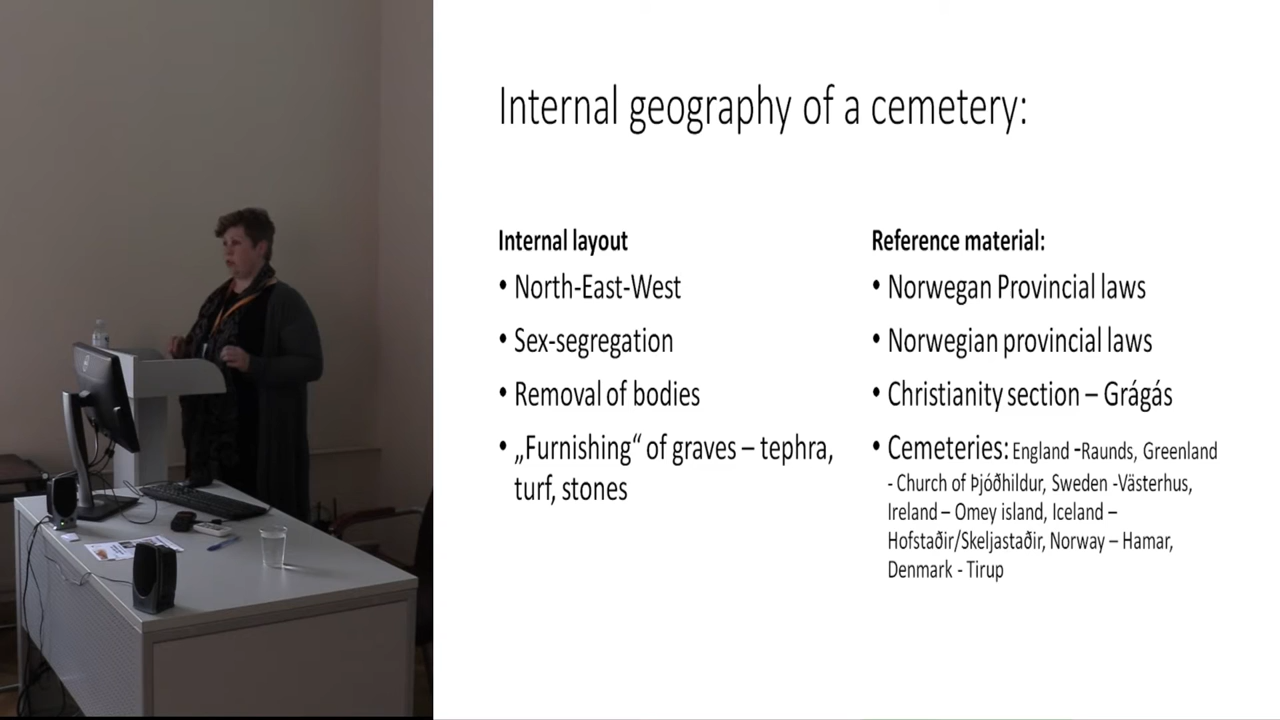 Internal geography of a cemetery:
Internal layout
• North-East-West
• Sex-segregation
• Removal of bodies
• „Furnishing“ of graves – tephra,
turf, stones
Reference material:
• Norwegan Provincial laws
• Norwegian provincial laws
• Christianity section – Grágás
• Cemeteries: England -Raunds, Greenland
- Church of Þjóðhildur, Sweden -Västerhus,
Ireland – Omey island, Iceland –
Hofstaðir/Skeljastaðir, Norway – Hamar,
Denmark - Tirup